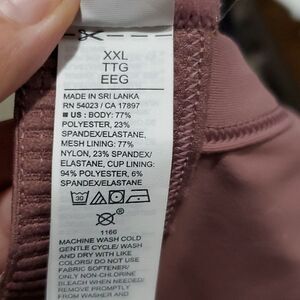 XXL
TTG
EEG
MADE IN SRI LANKA
RN 54023 / CA 17897
■ US : BODY: 77%
POLYESTER, 23%
SPANDEX/ELASTANE,
MESH LINING: 77%
NYLON, 23% SPANDEX/
ELASTANE, CUP LINING:
94% POLYESTER, 6%
SPANDEX/ELASTANE
30
1166
MACHINE WASH COLD
GENTLE CYCLE/ WASH
AND DRY WITH LIKE
COLORS/ DO NOT USE
FABRIC SOFTENER/
ONLY NON-CHLORINE
BLEACH WHEN NEEDED/
REMOVE PROMPTLY
FROM WASHER AND